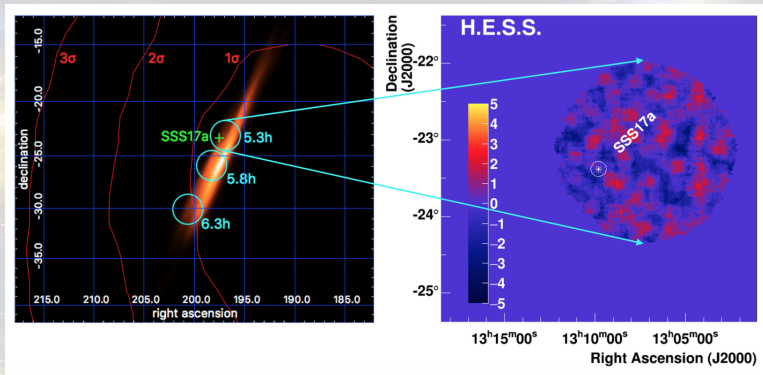 3σ
2σ
1σ
SSS17a
5.3h
5.8h
6.3h
-15.0
-20.0
-25.0
-30.0
-35.0
declination
215.0 210.0 205.0 200.0 195.0 190.0 185.0
right ascension
H.E.S.S.
Declination
(J2000)
-22°
-23°
-24°
-25°
5
4
3
2
1
0
−1
−2
−3
−4
−5
SSS17a
13ʰ15ᵐ00ˢ 13ʰ10ᵐ00ˢ 13ʰ05ᵐ00ˢ
Right Ascension (J2000)